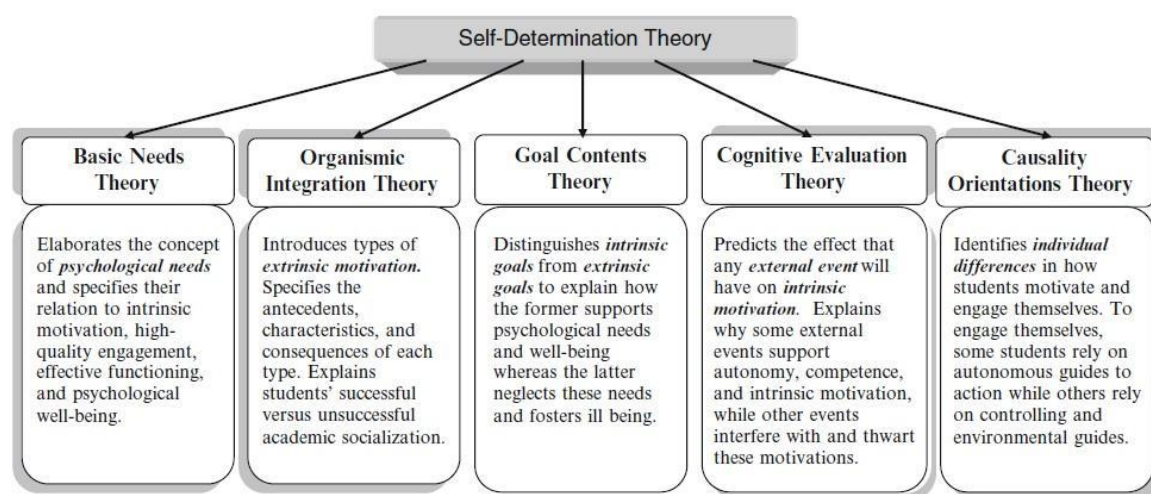 Self-Determination Theory
Basic Needs
Theory
Elaborates the concept
of psychological needs
and specifies their
relation to intrinsic
motivation, high-
quality engagement,
effective functioning,
and psychological
well-being.
Organismic
Integration Theory
Introduces types of
extrinsic motivation.
Specifies the
antecedents,
characteristics, and
consequences of each
type. Explains
students' successful
versus unsuccessful
academic socialization.
Goal Contents
Theory
Distinguishes intrinsic
goals from extrinsic
goals to explain how
the former supports
psychological needs
and well-being
whereas the latter
neglects these needs
and fosters ill being.
Cognitive Evaluation
Theory
Predicts the effect that
any external event will
have on intrinsic
motivation. Explains
why some external
events support
autonomy, competence,
and intrinsic motivation,
while other events
interfere with and thwart
these motivations.
Causality
Orientations Theory
Identifies individual
differences in how
students motivate and
engage themselves. To
engage themselves,
some students rely on
autonomous guides to
action while others rely
on controlling and
environmental guides.